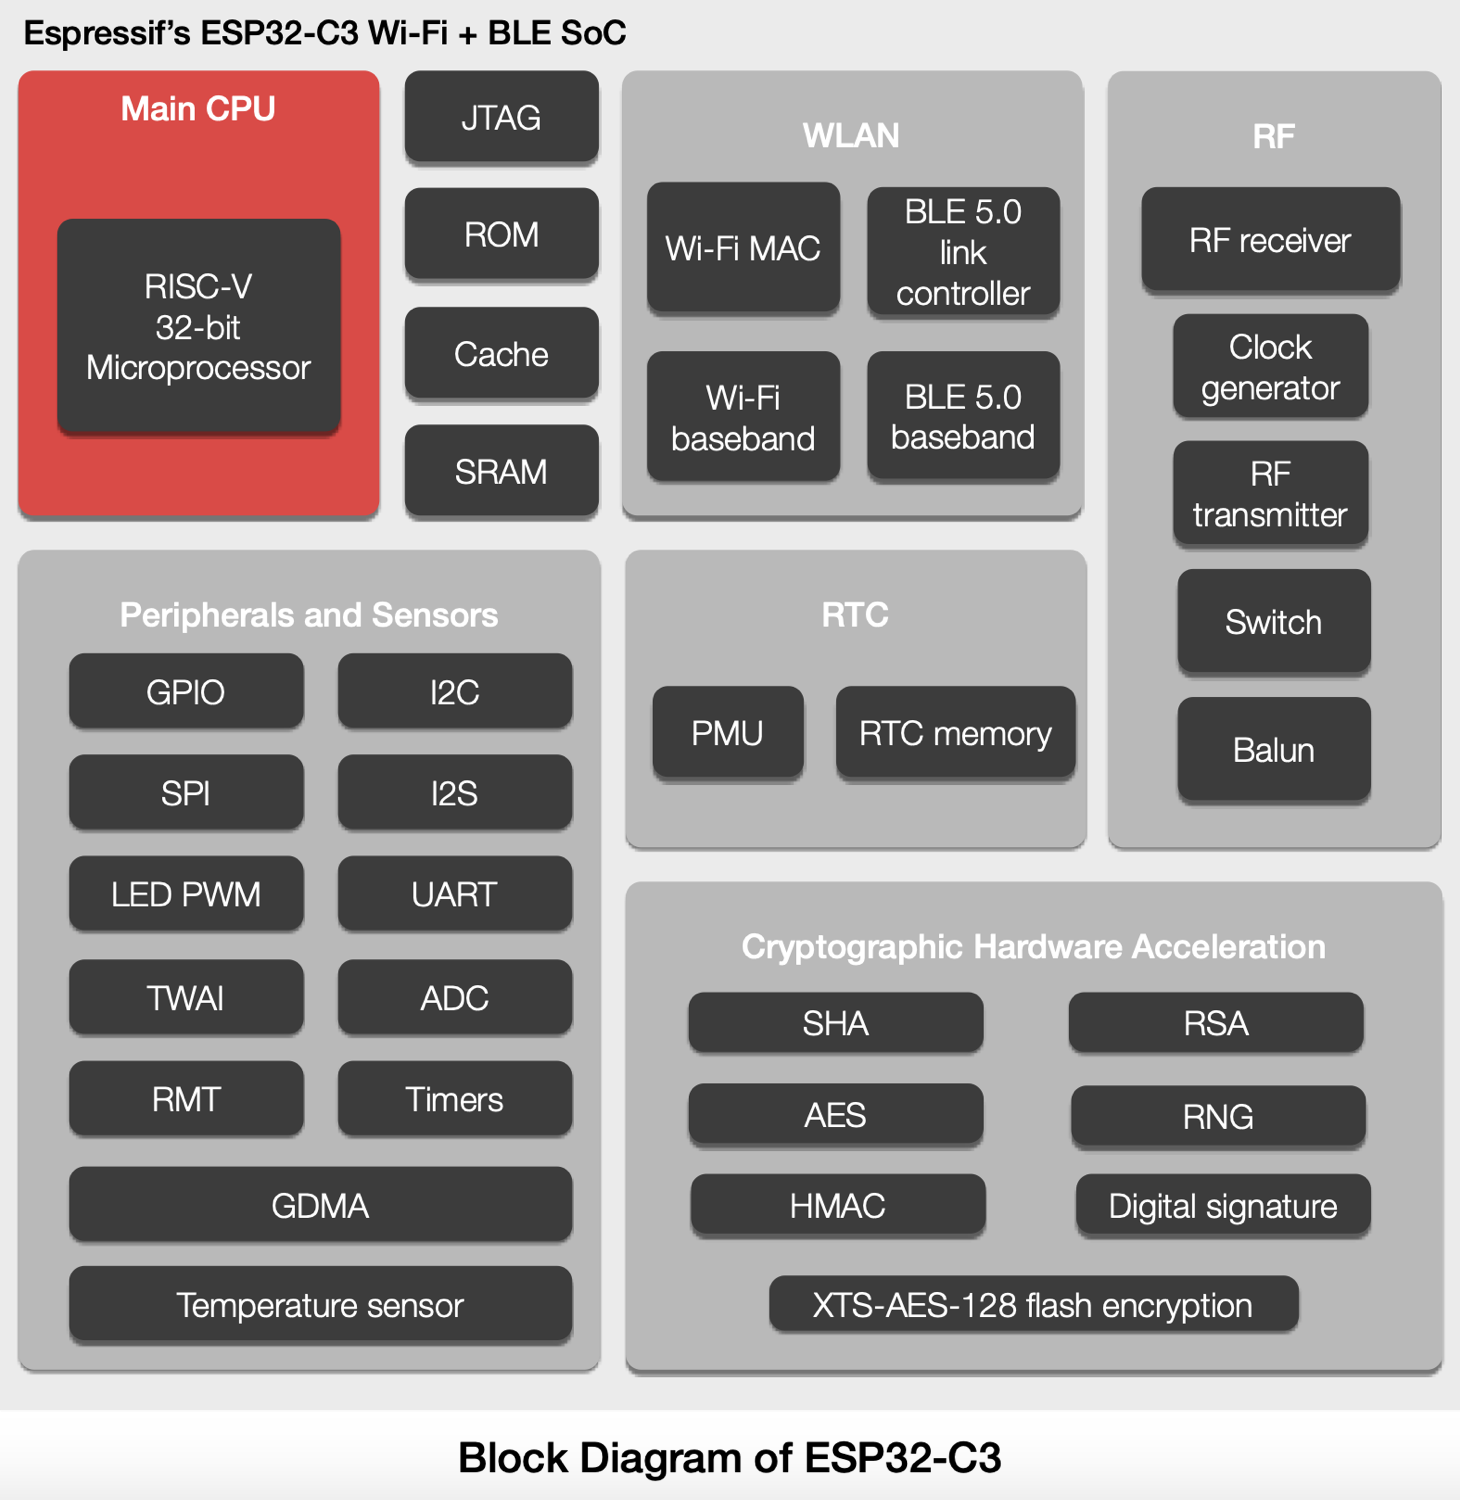 Espressif's ESP32-C3 Wi-Fi + BLE SoC
Main CPU
RISC-V
32-bit
Microprocessor
JTAG
ROM
Cache
SRAM
WLAN
Wi-Fi MAC
BLE 5.0
link
controller
Wi-Fi
baseband
BLE 5.0
baseband
RF
RF receiver
Clock
generator
RF
transmitter
Switch
Balun
Peripherals and Sensors
GPIO
I2C
SPI
I2S
LED PWM
UART
TWAI
ADC
RMT
Timers
GDMA
Temperature sensor
RTC
PMU
RTC memory
Cryptographic Hardware Acceleration
SHA
RSA
AES
RNG
HMAC
Digital signature
XTS-AES-128 flash encryption
Block Diagram of ESP32-C3